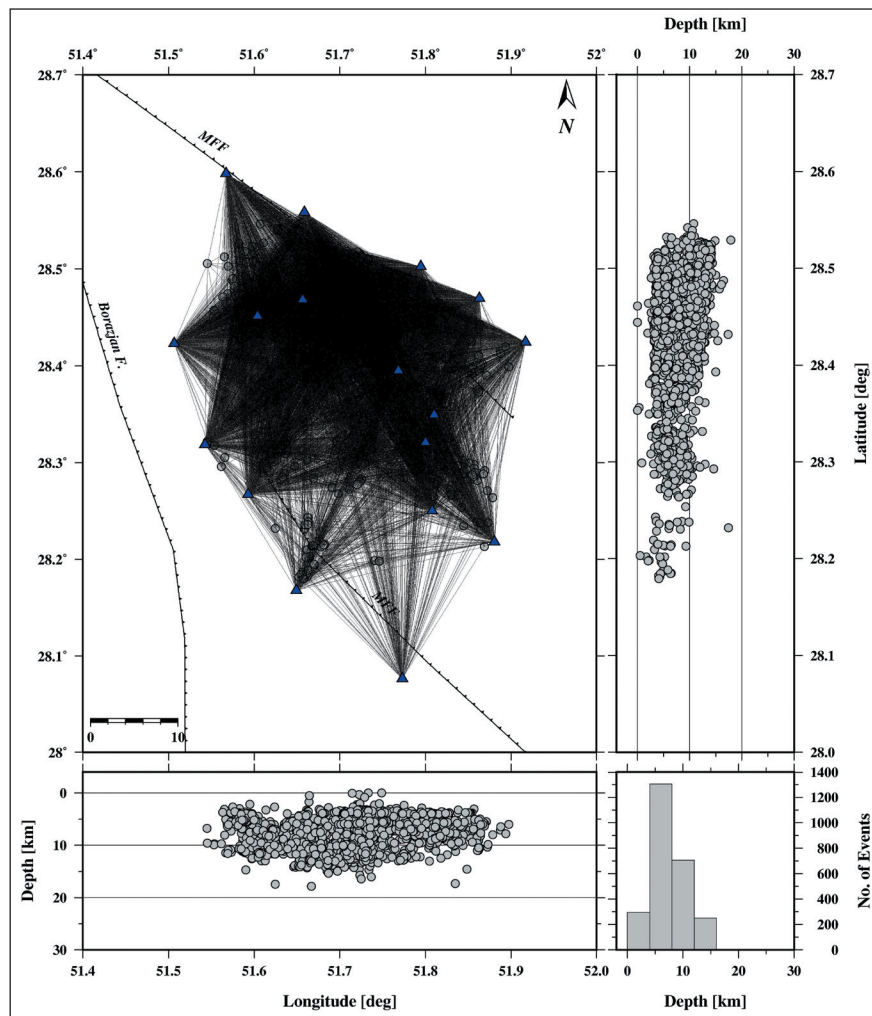 Depth [km]
51.4˚ 51.5˚ 51.6˚ 51.7˚ 51.8˚ 51.9˚ 52˚ 0 10 20 30
28.7˚ 28.7
MFF
N
28.6˚ 28.6
28.5˚ 28.5
Borazjan F.
28.4˚ 28.4
Latitude [deg]
28.3˚ 28.3
28.2˚ 28.2
MFF
28.1˚ 28.1
0 10
28˚ 28.0
Depth [km]
0
10
20
30
51.4 51.5 51.6 51.7 51.8 51.9 52.0
Longitude [deg]
1400
1200
1000
800
600
400
200
0
No. of Events
0 10 20 30
Depth [km]